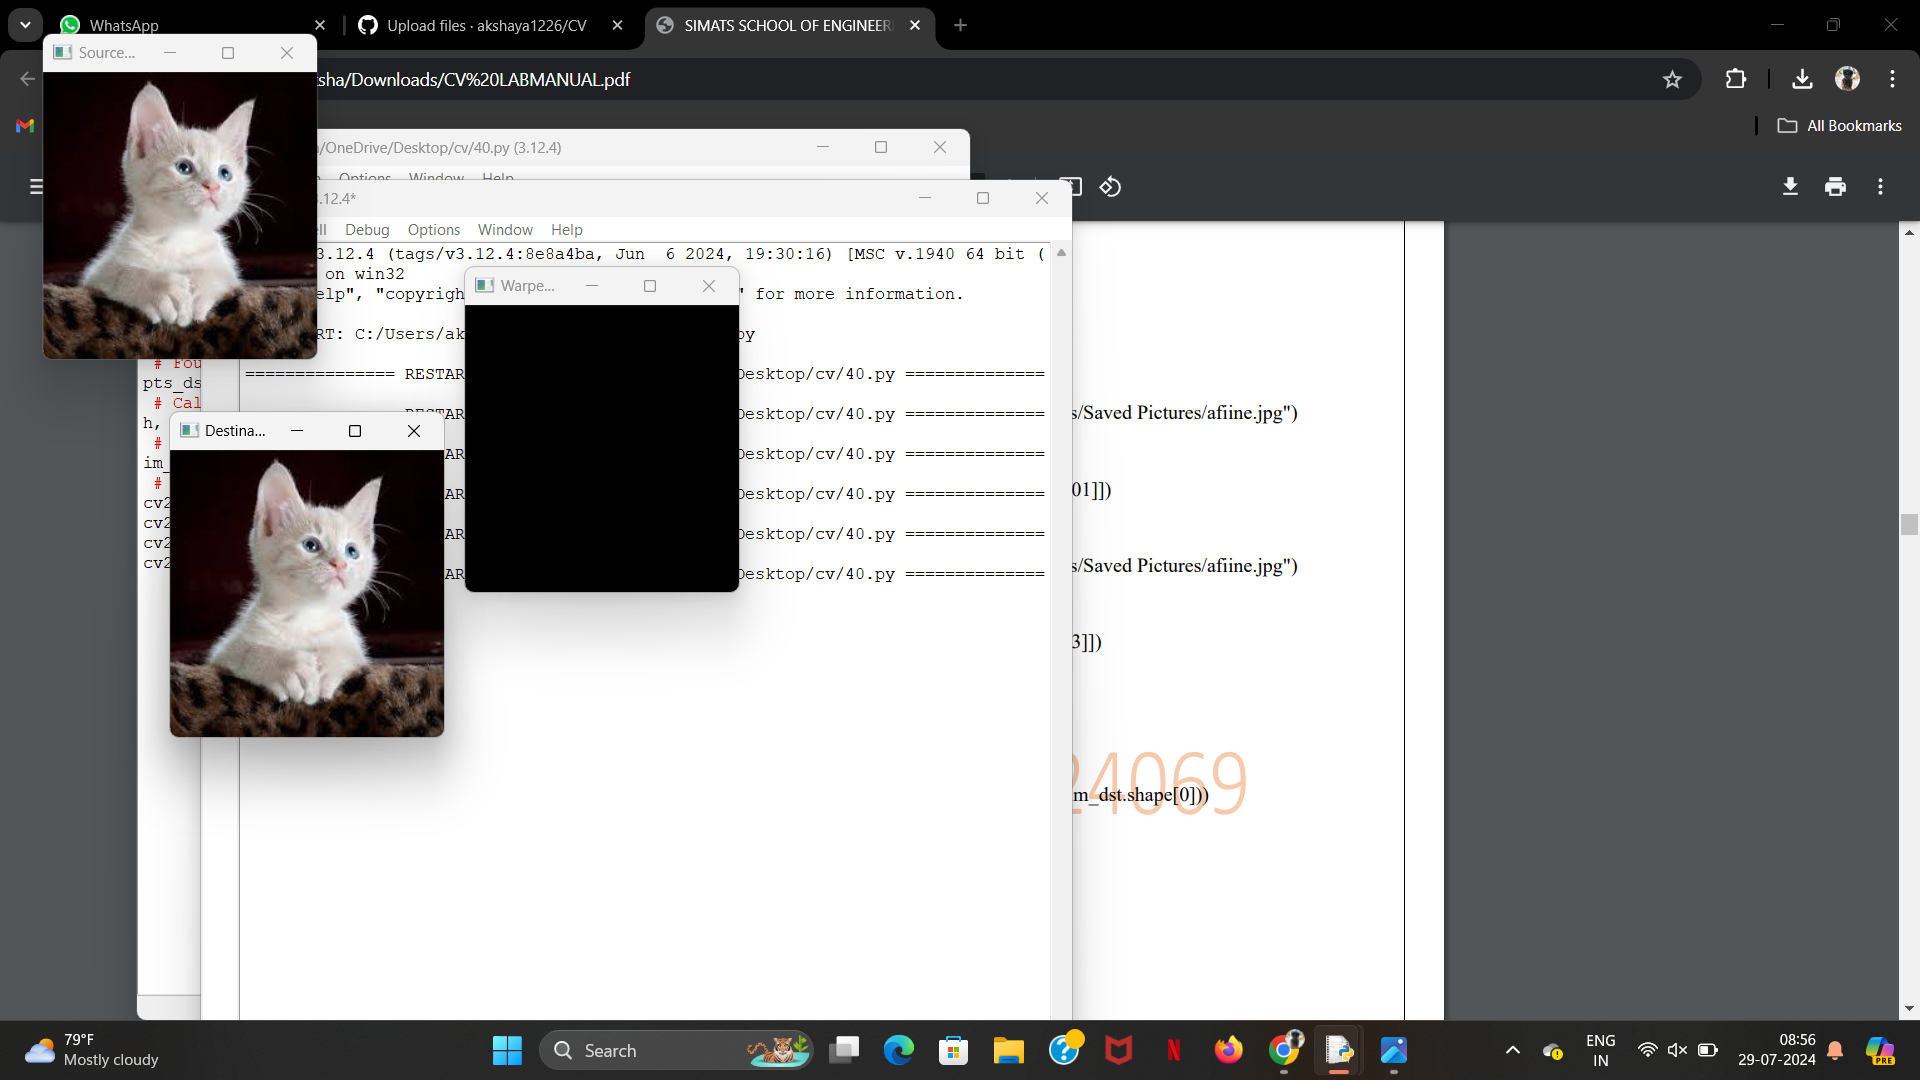 WhatsApp
Upload files · akshaya1226/CV
SIMATS SCHOOL OF ENGINEER
Source...
sha/Downloads/CV%20LABMANUAL.pdf
All Bookmarks
/OneDrive/Desktop/cv/40.py (3.12.4)
Options Window Help
3.12.4*
Debug Options Window Help
3.12.4 (tags/v3.12.4:8e8a4ba, Jun 6 2024, 19:30:16) [MSC v.1940 64 bit (
on win32
elp", "copyrigh " for more information.
Warpe...
RT: C:/Users/ak py
# Fou
=============== RESTAR Desktop/cv/40.py ==============
pts_ds
# Cal
RESTAR Desktop/cv/40.py ==============
s/Saved Pictures/afiine.jpg")
h,
Destina...
#
AR Desktop/cv/40.py ==============
im_
#
AR Desktop/cv/40.py ==============
01]])
cv2
cv2
AR Desktop/cv/40.py ==============
cv2
cv2
AR Desktop/cv/40.py ==============
s/Saved Pictures/afiine.jpg")
3]])
24069
m_dst.shape[0]))
79°F
Mostly cloudy
Search
ENG
IN
08:56
29-07-2024
PRE